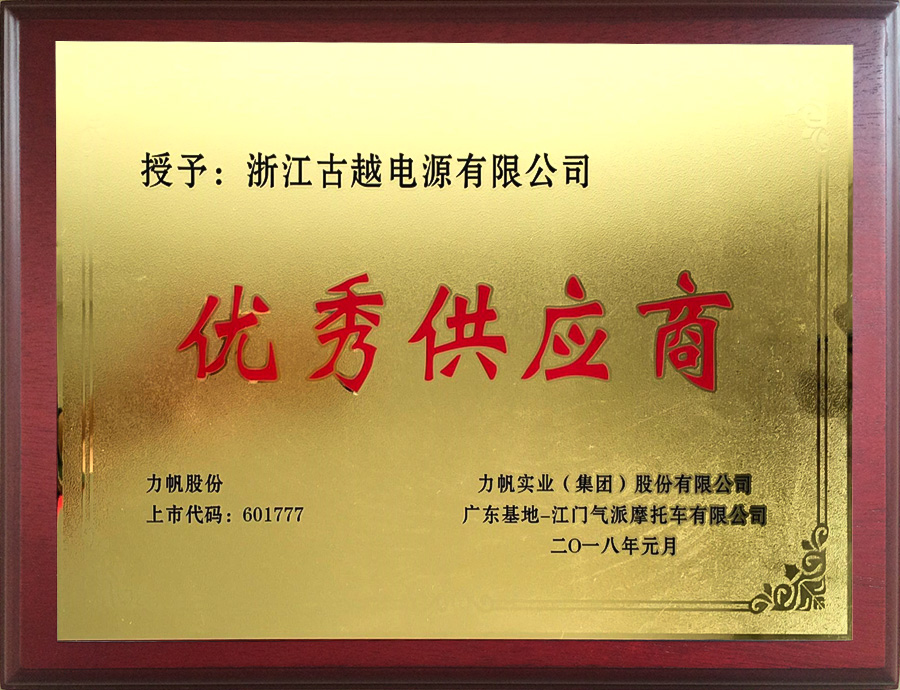 授予：浙江古越电源有限公司
优秀供应商
力帆股份
上市代码：601777
力帆实业（集团）股份有限公司
广东基地-江门气派摩托车有限公司
二〇一八年元月